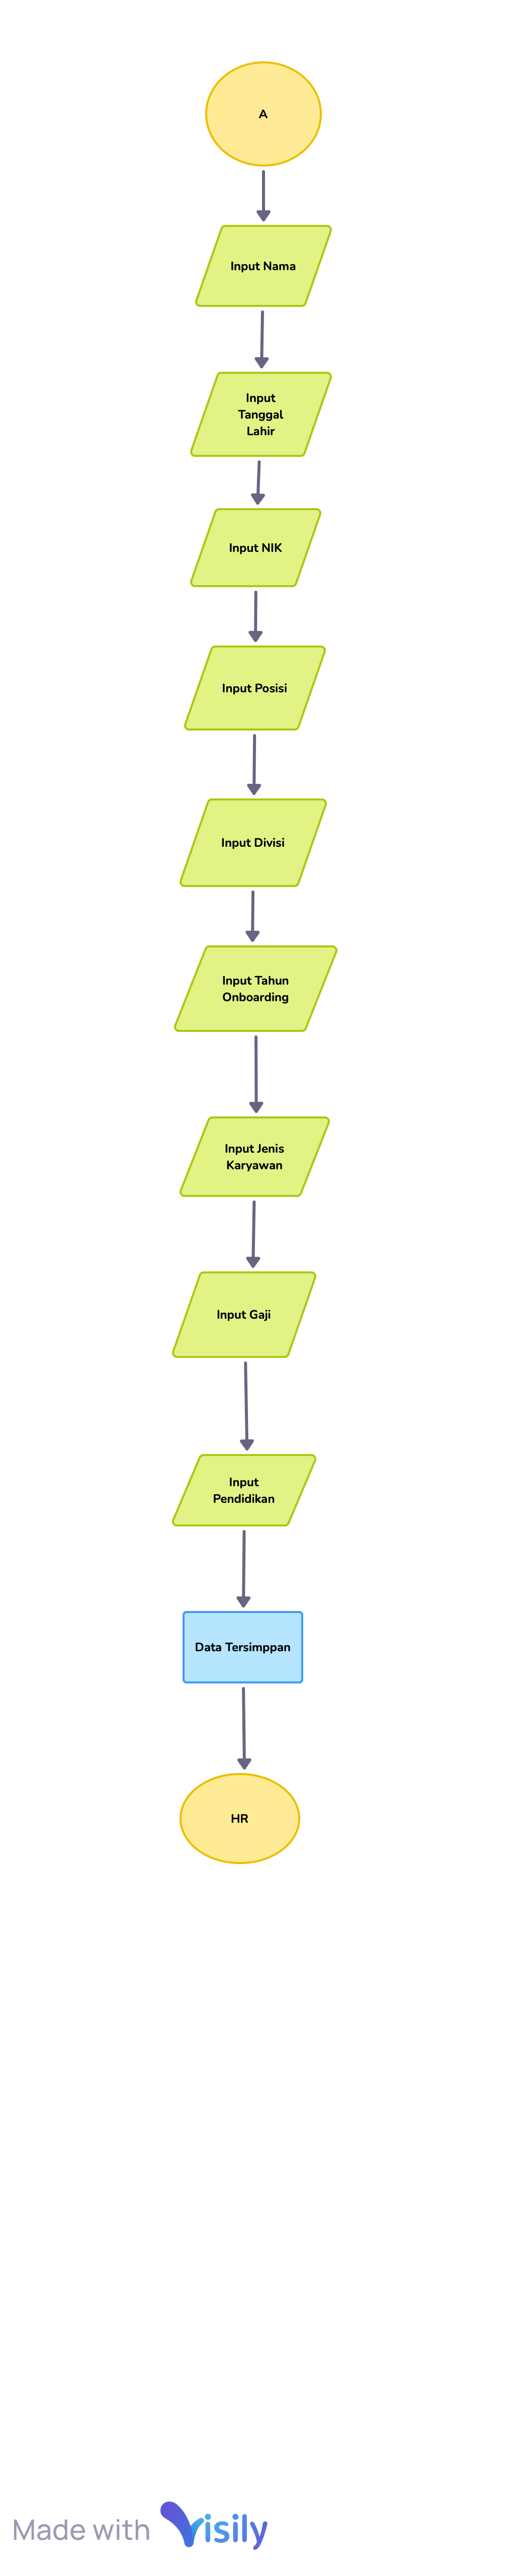 A
Input Nama
Input
Tanggal
Lahir
Input NIK
Input Posisi
Input Divisi
Input Tahun
Onboarding
Input Jenis
Karyawan
Input Gaji
Input
Pendidikan
Data Tersimppan
HR
Made with Visily